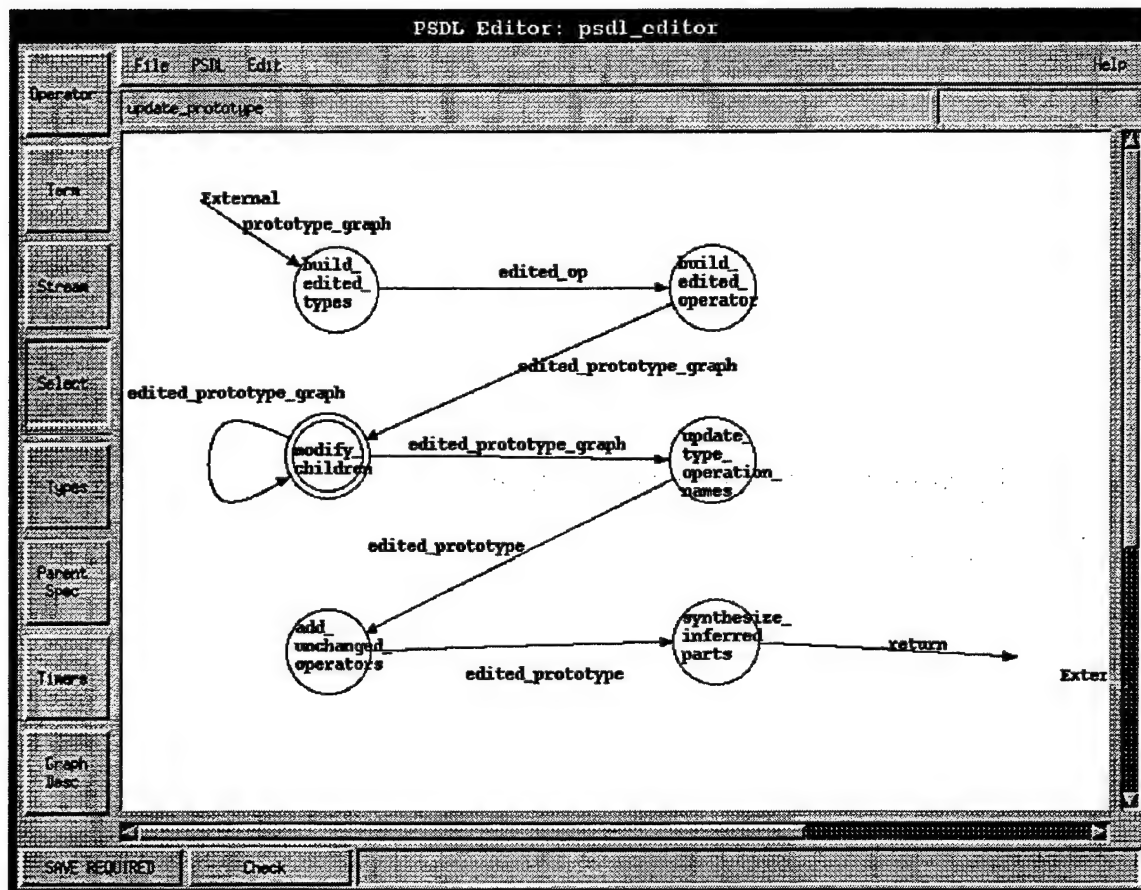 PSDL Editor: psdl_editor
File PSDL Edit Help
Operator
update_prototype
Term
Stream
Select
Types
Parent
Spec
Timers
Graph
Desc
External
prototype_graph
build_
edited_
types
edited_op
build_
edited_
operator
edited_prototype_graph
edited_prototype_graph
modify_
children
edited_prototype_graph
update_
type_
operation_
names_
edited_prototype
add_
unchanged_
operators
edited_prototype
synthesize_
inferred_
parts
return
Exter
SAVE REQUIRED Check